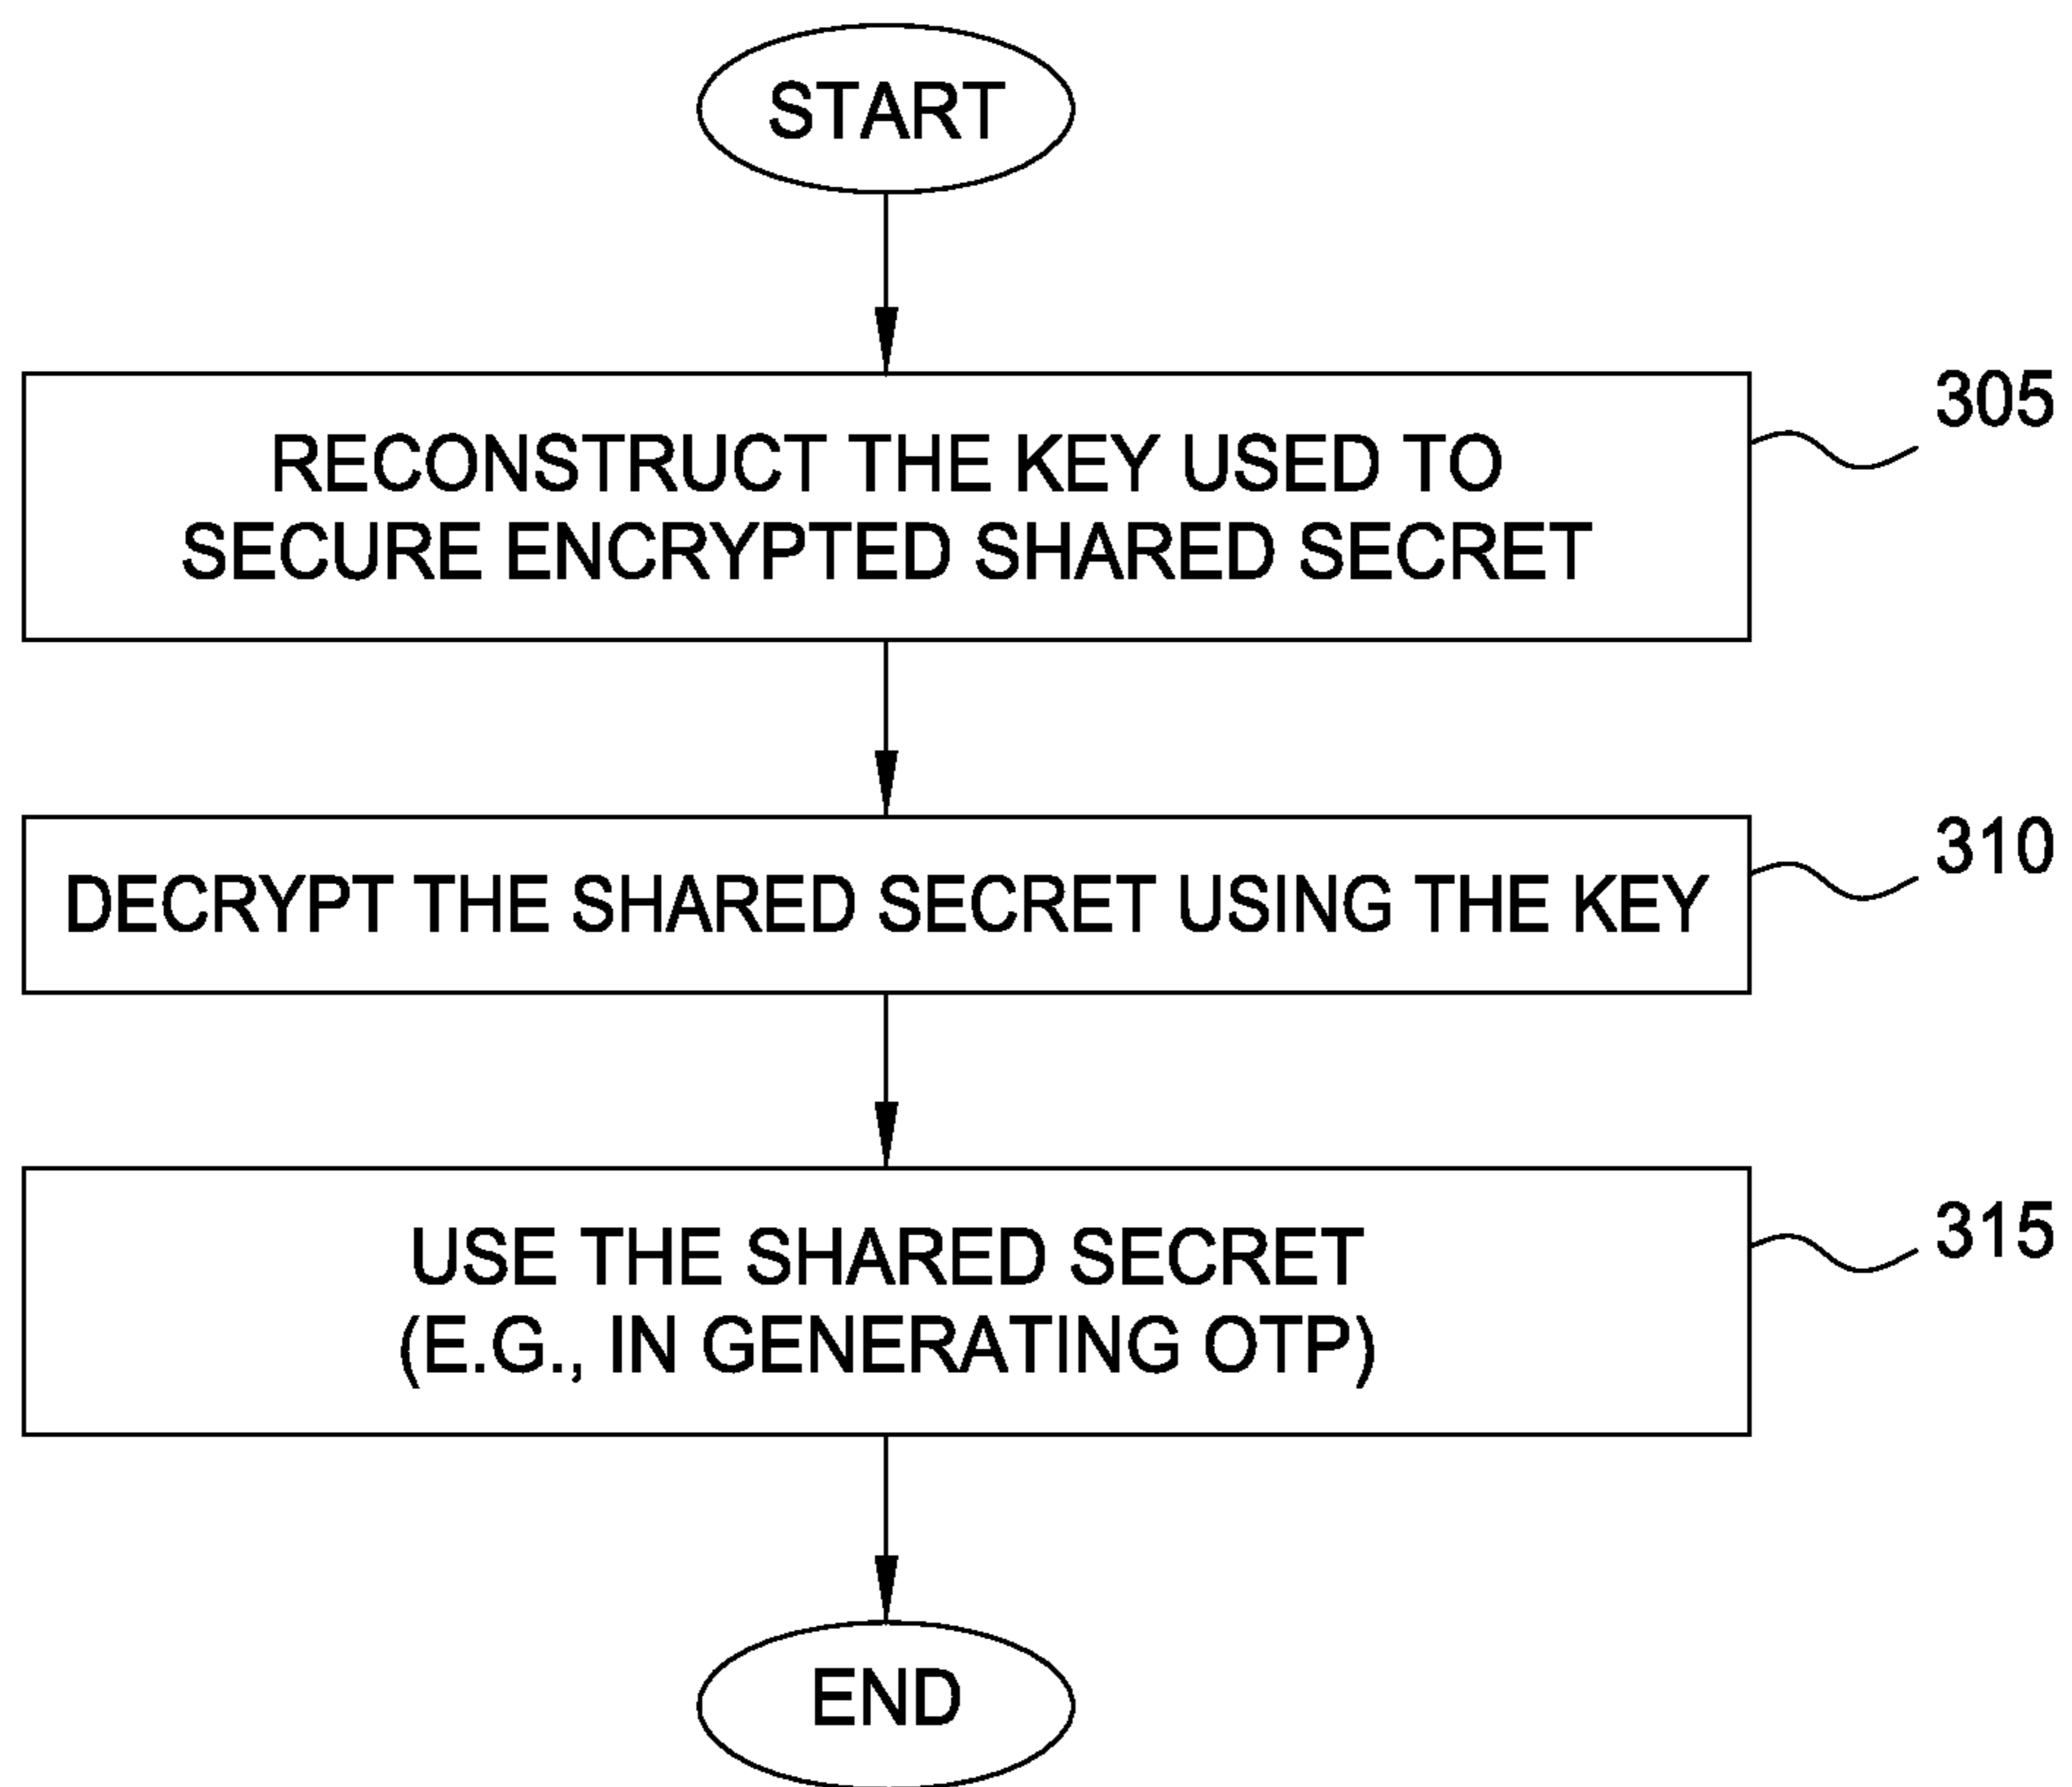 START
305
RECONSTRUCT THE KEY USED TO
SECURE ENCRYPTED SHARED SECRET
310
DECRYPT THE SHARED SECRET USING THE KEY
315
USE THE SHARED SECRET
(E.G., IN GENERATING OTP)
END